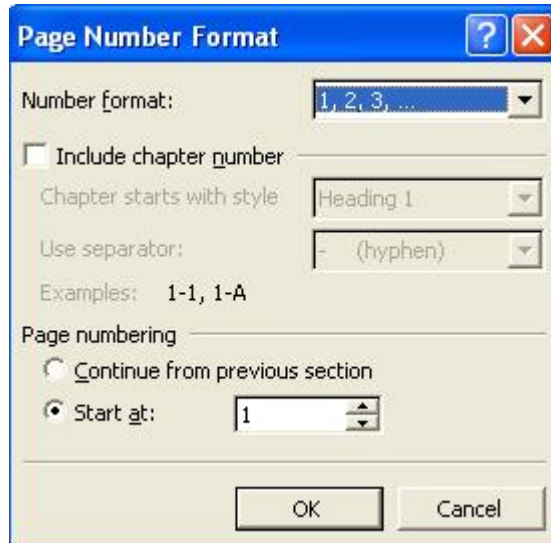 Page Number Format
Number format: 1, 2, 3, ...
Include chapter number
Chapter starts with style Heading 1
Use separator: - (hyphen)
Examples: 1-1, 1-A
Page numbering
Continue from previous section
Start at: 1
OK Cancel